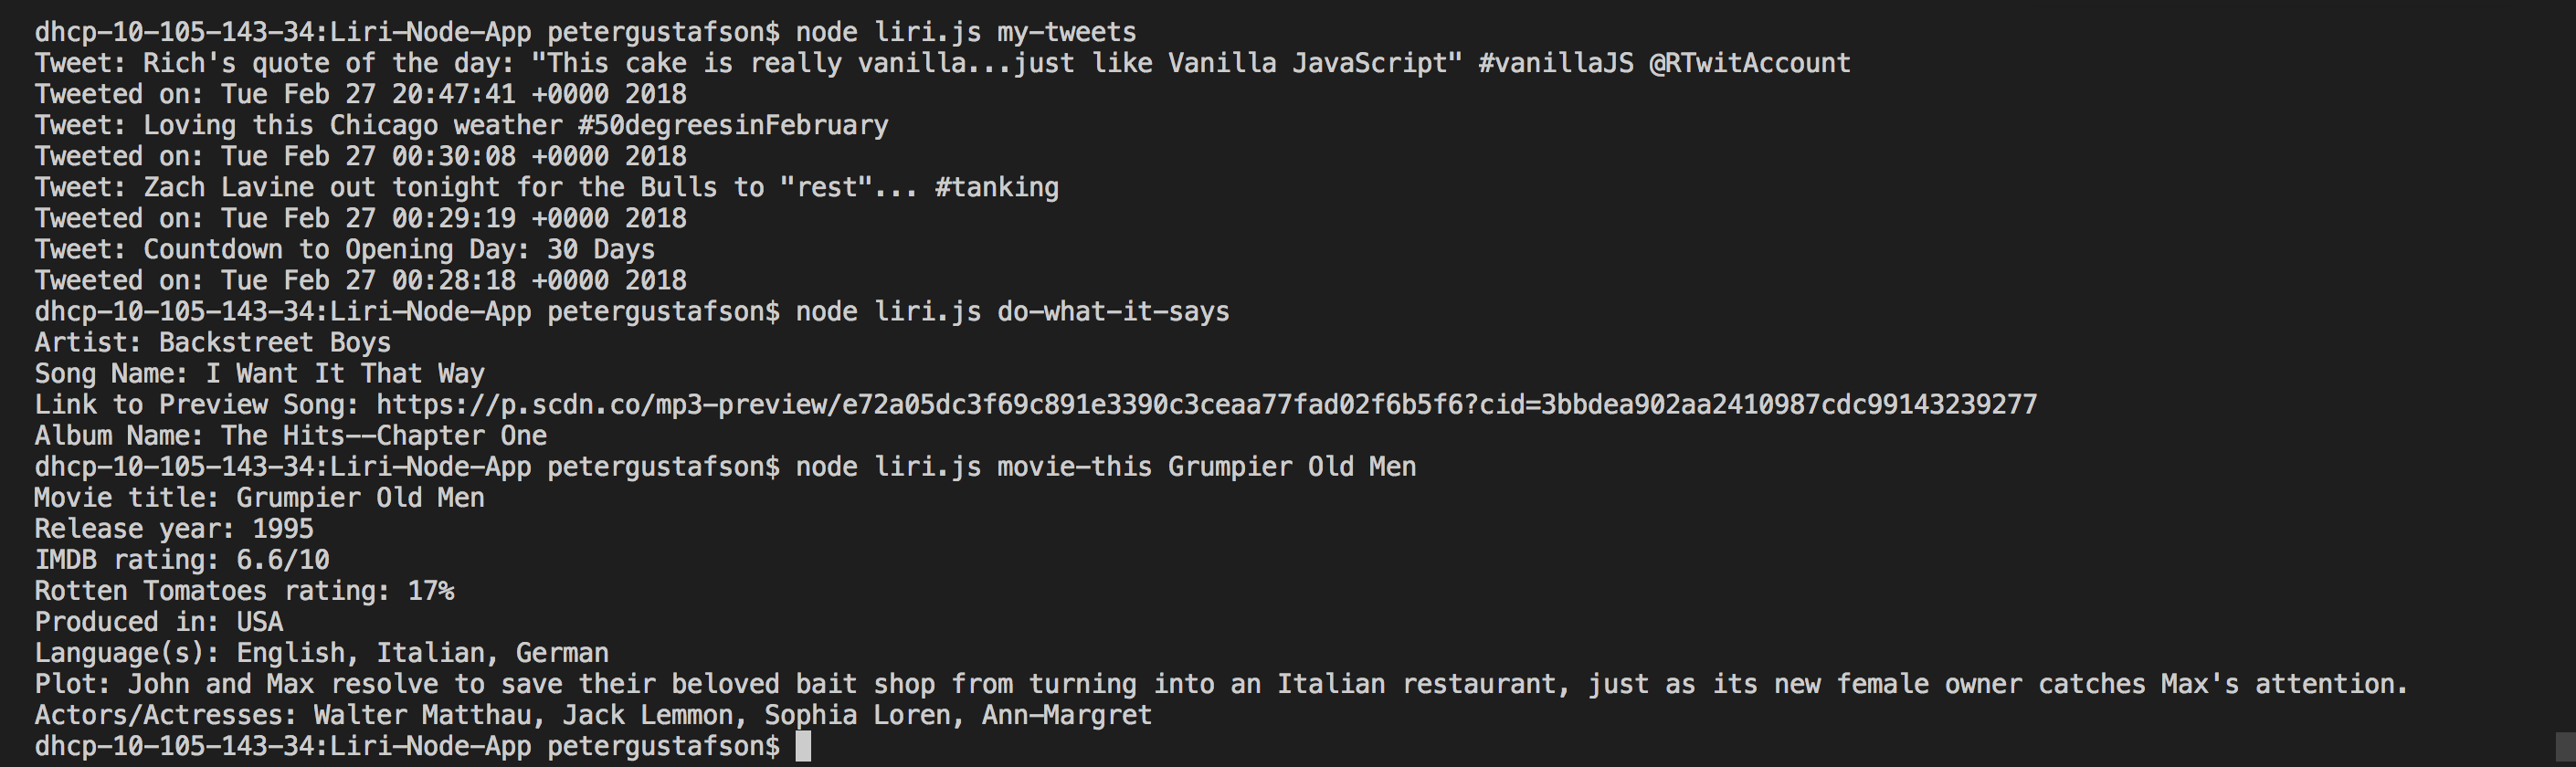 dhcp-10-105-143-34:Liri-Node-App petergustafson$ node liri.js my-tweets
Tweet: Rich's quote of the day: "This cake is really vanilla...just like Vanilla JavaScript" #vanillaJS @RTwitAccount
Tweeted on: Tue Feb 27 20:47:41 +0000 2018
Tweet: Loving this Chicago weather #50degreesinFebruary
Tweeted on: Tue Feb 27 00:30:08 +0000 2018
Tweet: Zach Lavine out tonight for the Bulls to "rest"... #tanking
Tweeted on: Tue Feb 27 00:29:19 +0000 2018
Tweet: Countdown to Opening Day: 30 Days
Tweeted on: Tue Feb 27 00:28:18 +0000 2018
dhcp-10-105-143-34:Liri-Node-App petergustafson$ node liri.js do-what-it-says
Artist: Backstreet Boys
Song Name: I Want It That Way
Link to Preview Song: https://p.scdn.co/mp3-preview/e72a05dc3f69c891e3390c3ceaa77fad02f6b5f6?cid=3bbdea902aa2410987cdc99143239277
Album Name: The Hits--Chapter One
dhcp-10-105-143-34:Liri-Node-App petergustafson$ node liri.js movie-this Grumpier Old Men
Movie title: Grumpier Old Men
Release year: 1995
IMDB rating: 6.6/10
Rotten Tomatoes rating: 17%
Produced in: USA
Language(s): English, Italian, German
Plot: John and Max resolve to save their beloved bait shop from turning into an Italian restaurant, just as its new female owner catches Max's attention.
Actors/Actresses: Walter Matthau, Jack Lemmon, Sophia Loren, Ann-Margret
dhcp-10-105-143-34:Liri-Node-App petergustafson$